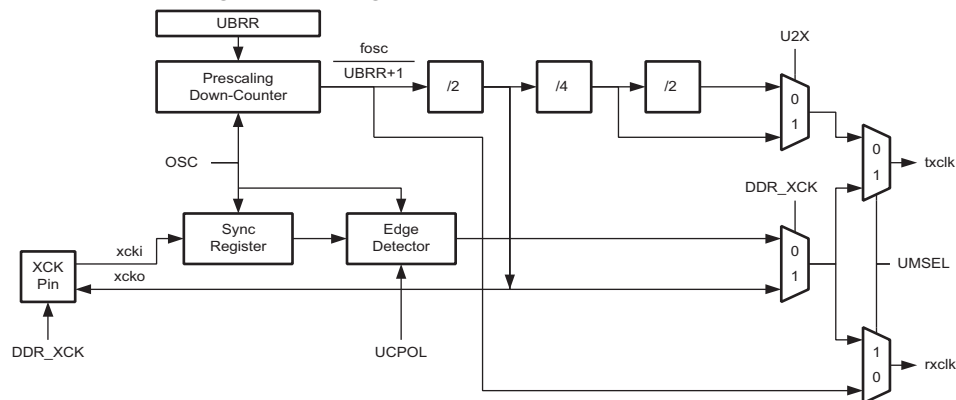 UBRR
fosc
UBRR+1
U2X
Prescaling
Down-Counter
/2
/4
/2
0
1
OSC
0
1
txclk
DDR_XCK
Sync
Register
Edge
Detector
0
1
xcki
xcko
XCK
Pin
UMSEL
DDR_XCK
UCPOL
1
0
rxclk